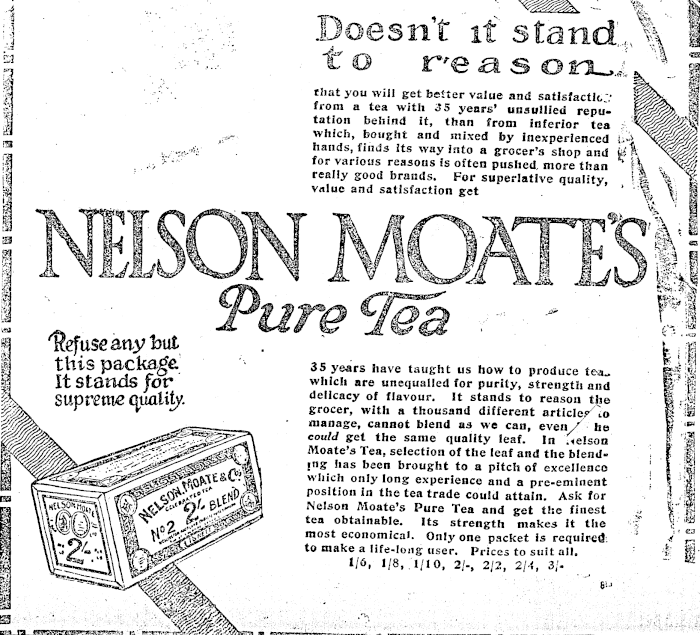 Doesn't it stand
to reason
that you will get better value and satisfactio
from a tea with 35 years' unsullied repu-
tation behind it, than from inferior tea
which, bought and mixed by inexperienced
hands, finds its way into a grocer's shop and
for various reasons is often pushed more than
really good brands. For superlative quality,
value and satisfaction get
NELSON MOATE'S
Pure Tea
Refuse any but
this package.
It stands for
supreme quality.
35 years have taught us how to produce tea
which are unequalled for purity, strength and
delicacy of flavour. It stands to reason the
grocer, with a thousand different articles to
manage, cannot blend as we can, even he
could get the same quality leaf. In Nelson
Moate's Tea, selection of the leaf and the blend-
ing has been brought to a pitch of excellence
which only long experience and a pre-eminent
position in the tea trade could attain. Ask for
Nelson Moate's Pure Tea and get the finest
tea obtainable. Its strength makes it the
most economical. Only one packet is required
to make a life-long user. Prices to suit all.
1/6, 1/8, 1/10, 2/-, 2/2, 2/4, 3/-
NELSON MOATE & Co
CELEBRATED TEA
No 2 2/- BLEND
NELSON MOATE
2/-